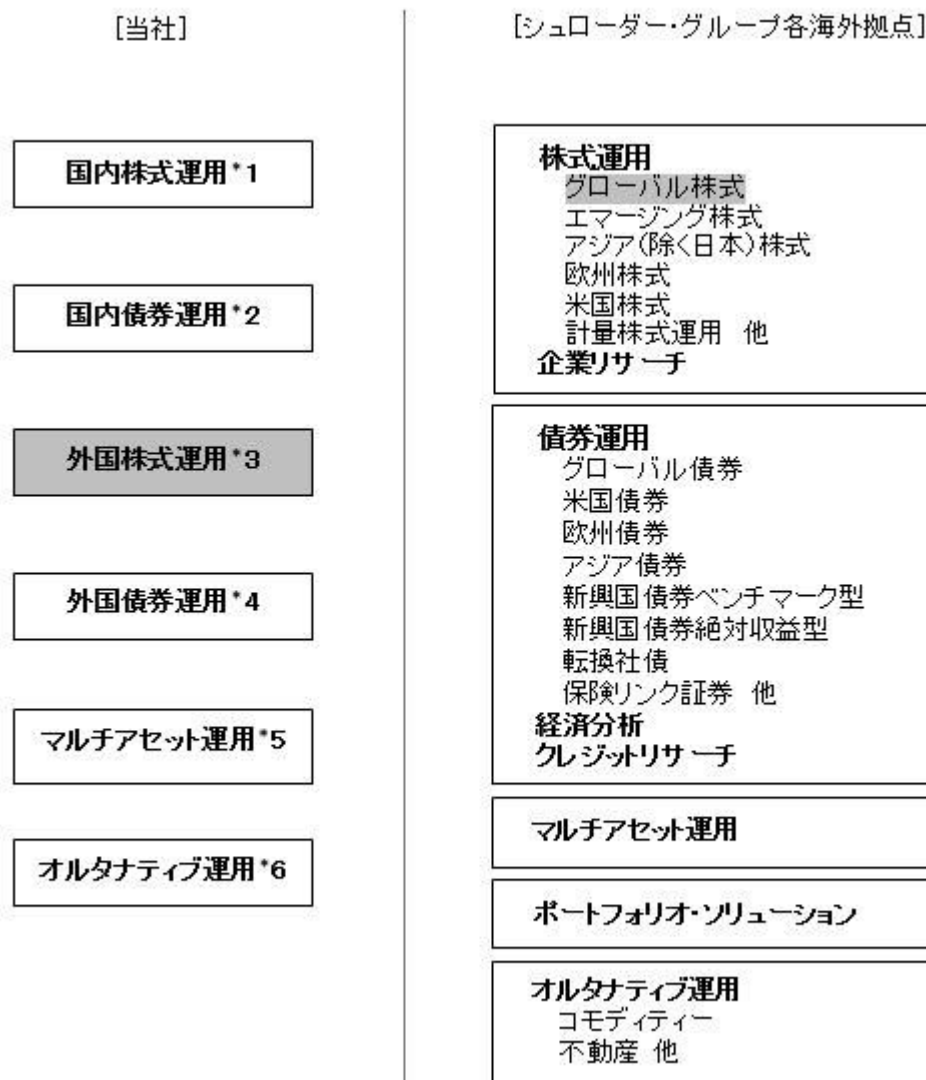 [当社]
国内株式運用*1
国内債券運用*2
外国株式運用*3
外国債券運用*4
マルチアセット運用*5
オルタナティブ運用*6
[シュローダー・グループ各海外拠点]
株式運用
グローバル株式
エマージング株式
アジア(除く日本)株式
欧州株式
米国株式
計量株式運用 他
企業リサーチ
債券運用
グローバル債券
米国債券
欧州債券
アジア債券
新興国債券ベンチマーク型
新興国債券絶対収益型
転換社債
保険リンク証券 他
経済分析
クレジットリサーチ
マルチアセット運用
ポートフォリオ・ソリューション
オルタナティブ運用
コモディティー
不動産 他